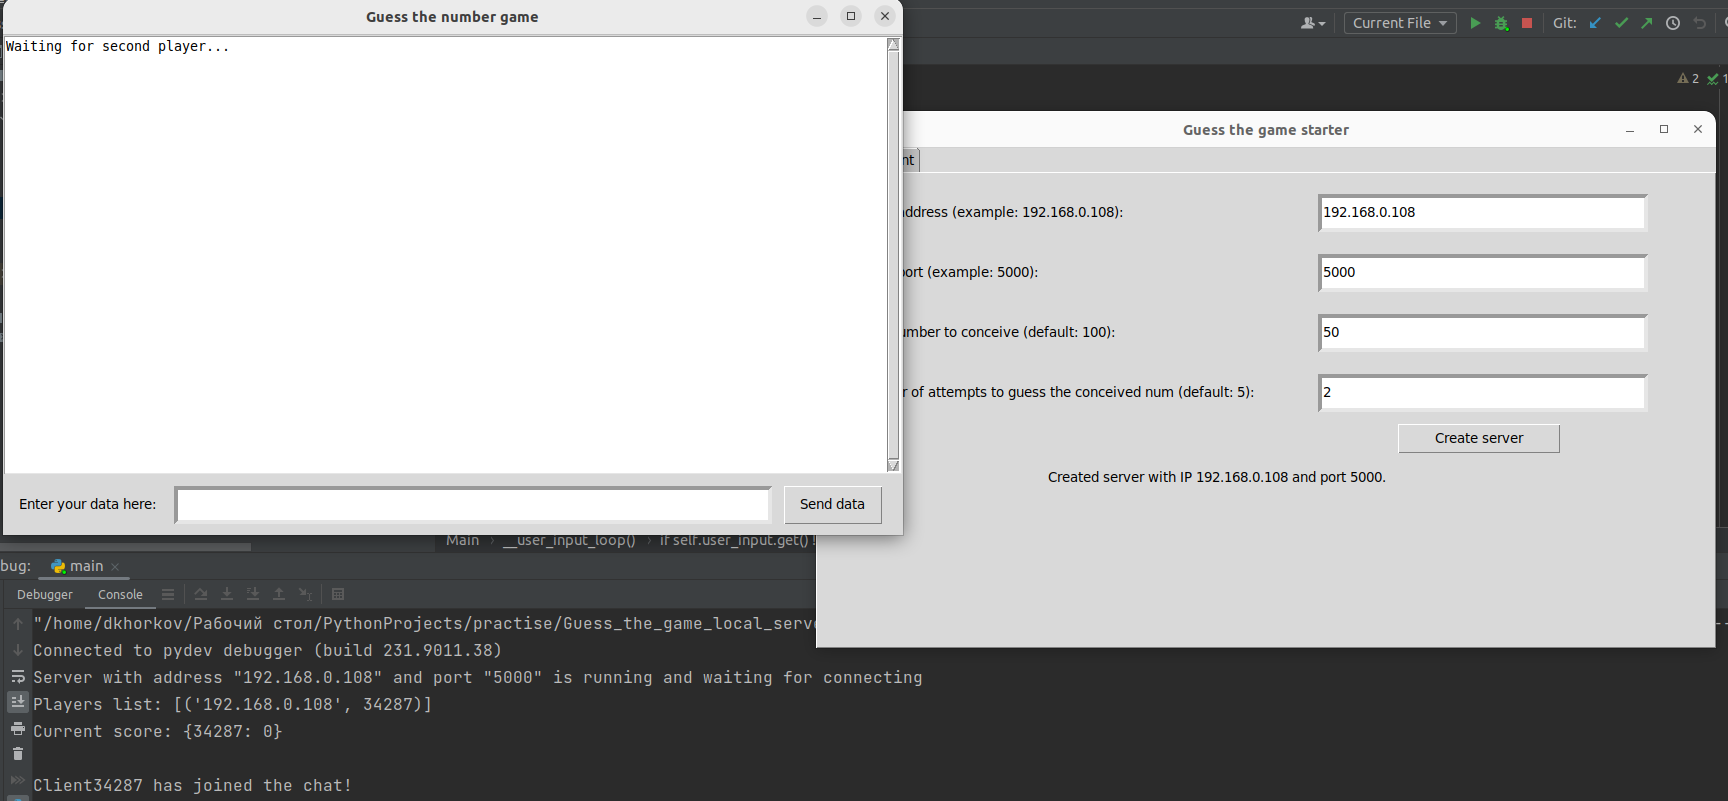 Guess the number game
Current File
Git:
Waiting for second player...
2
1
Guess the game starter
nt
address (example: 192.168.0.108):
192.168.0.108
port (example: 5000):
5000
umber to conceive (default: 100):
50
r of attempts to guess the conceived num (default: 5):
2
Create server
Created server with IP 192.168.0.108 and port 5000.
Enter your data here:
Send data
Main
__user_input_loop()
if self.user_input.get() !
bug:
main
Debugger
Console
"/home/dkhorkov/Рабочий стол/PythonProjects/practise/Guess_the_game_local_serve
Connected to pydev debugger (build 231.9011.38)
Server with address "192.168.0.108" and port "5000" is running and waiting for connecting
Players list: [('192.168.0.108', 34287)]
Current score: {34287: 0}
Client34287 has joined the chat!